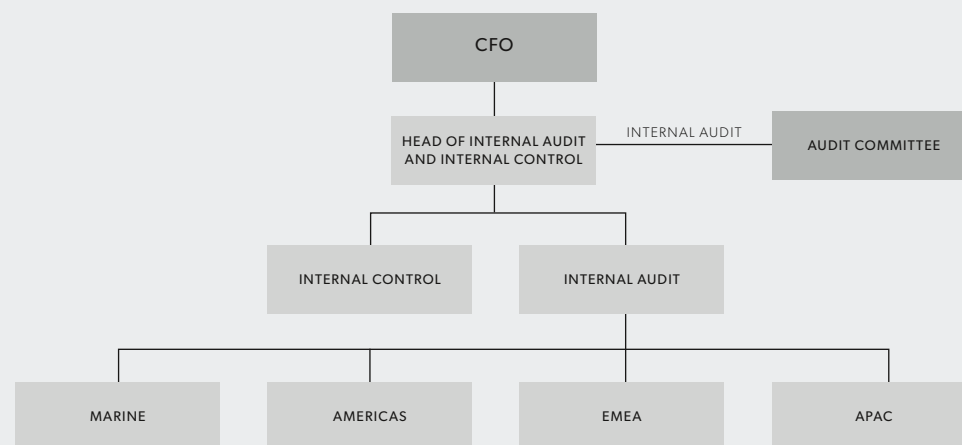 CFO
HEAD OF INTERNAL AUDIT
AND INTERNAL CONTROL
INTERNAL AUDIT
AUDIT COMMITTEE
INTERNAL CONTROL
INTERNAL AUDIT
MARINE
AMERICAS
EMEA
APAC